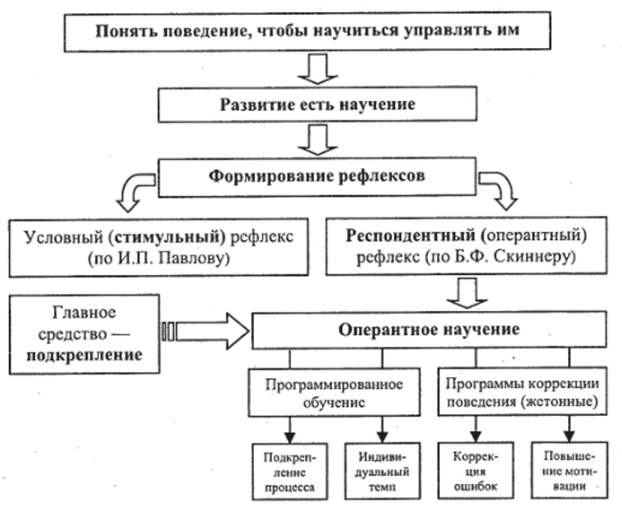 Понять поведение, чтобы научиться управлять им
Развитие есть научение
Формирование рефлексов
Условный (стимульный) рефлекс
(по И.П. Павлову)
Респондентный (оперантный)
рефлекс (по Б.Ф. Скиннеру)
Главное
средство —
подкрепление
Оперантное научение
Программированное
обучение
Программы коррекции
поведения (жетонные)
Подкреп-
ление
процесса
Индиви-
дуальный
темп
Коррек-
ция
ошибок
Повыше-
ние моти-
вации